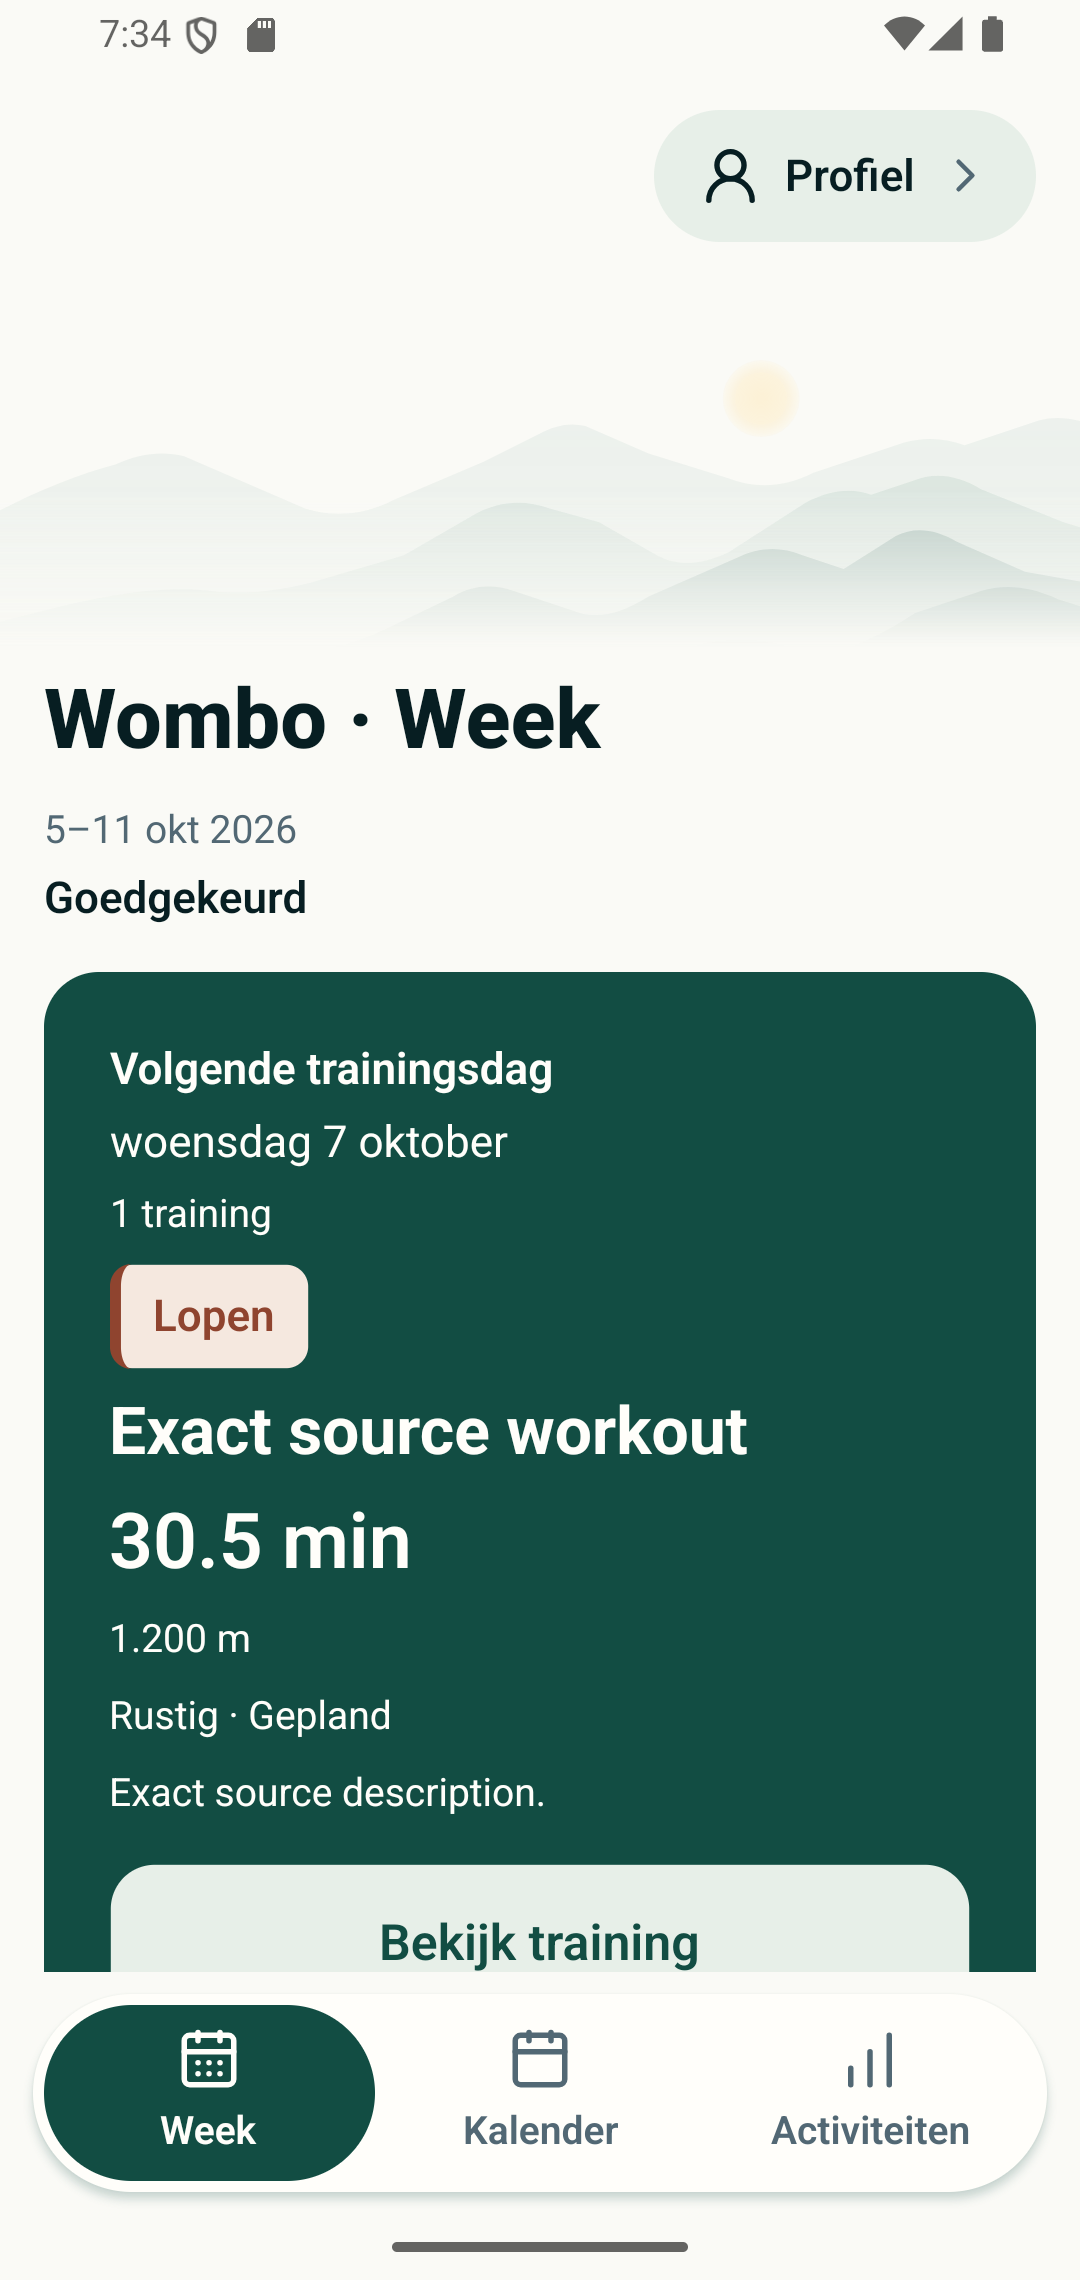 7:34
Profiel
Wombo · Week
5–11 okt 2026
Goedgekeurd
Volgende trainingsdag
woensdag 7 oktober
1 training
Lopen
Exact source workout
30.5 min
1.200 m
Rustig · Gepland
Exact source description.
Bekijk training
Week
Kalender
Activiteiten